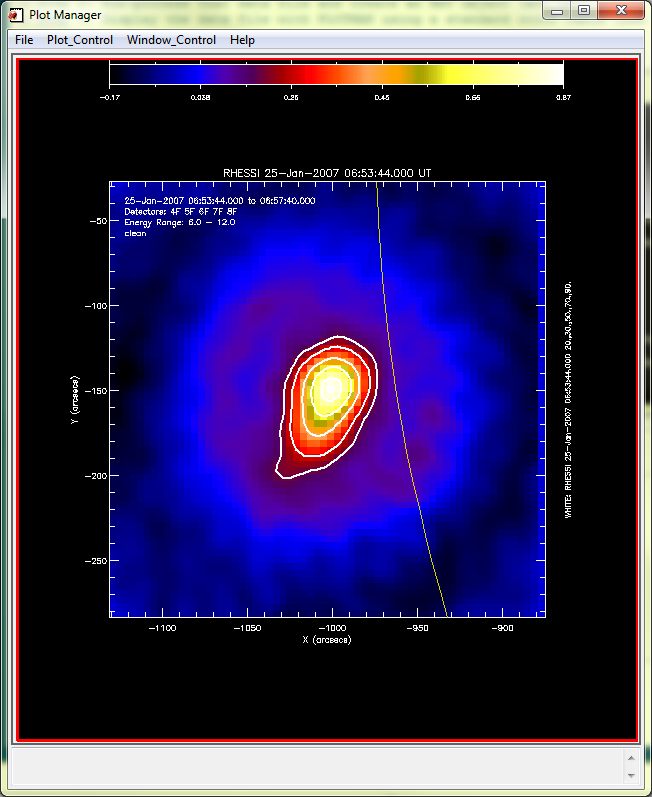 Plot Manager
File Plot_Control Window_Control Help
-0.17 0.038 0.25 0.45 0.66 0.87
RHESSI 25-Jan-2007 06:53:44.000 UT
25-Jan-2007 06:53:44.000 to 06:57:40.000
Detectors: 4F 5F 6F 7F 8F
Energy Range: 6.0 - 12.0
clean
-50
-100
-150
-200
-250
Y (arcsecs)
-1100 -1050 -1000 -950 -900
X (arcsecs)
WHITE: RHESSI 25-Jan-2007 06:53:44.000 20.,30.,50.,70.,90.